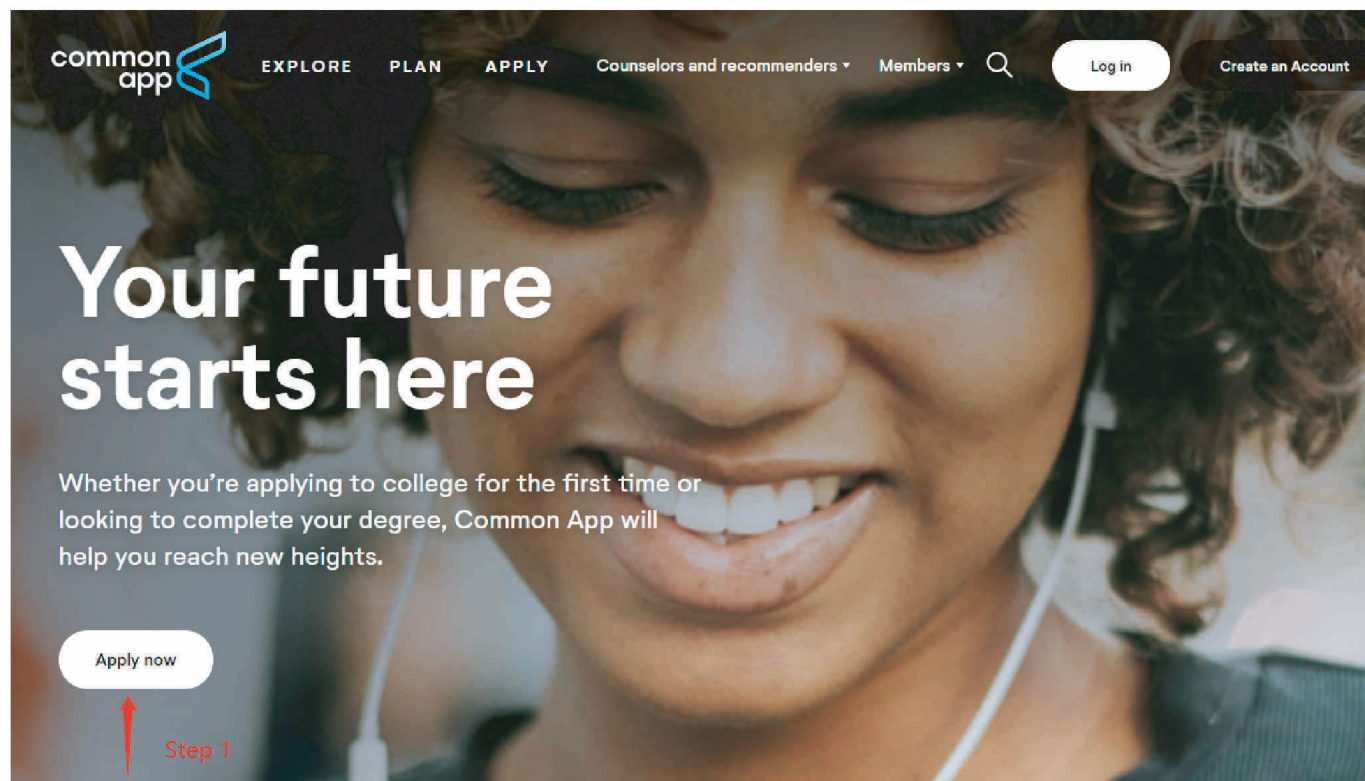 common
app
EXPLORE PLAN APPLY Counselors and recommenders Members Log in Create an Account
Your future
starts here
Whether you're applying to college for the first time or
looking to complete your degree, Common App will
help you reach new heights.
Apply now
Step 1